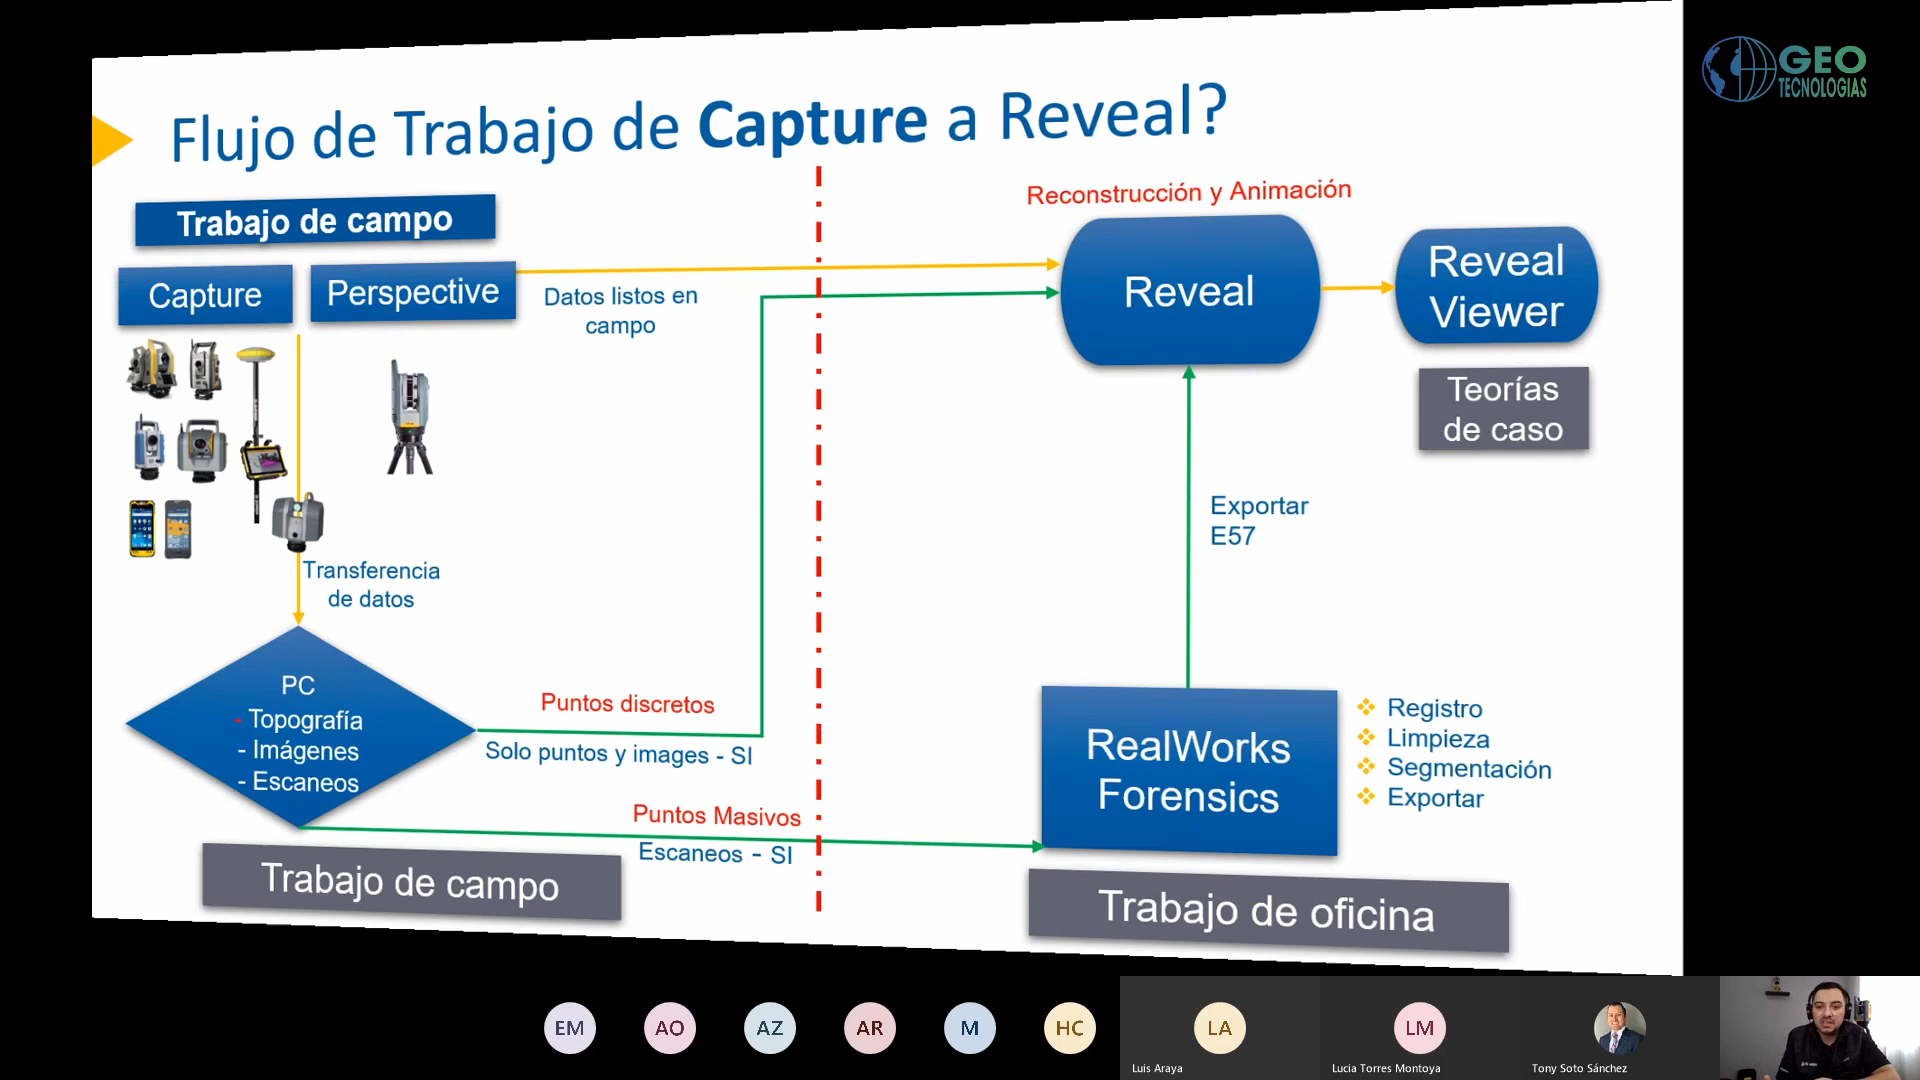 GEO
TECNOLOGIAS
Flujo de Trabajo de Capture a Reveal?
Trabajo de campo
Capture
Perspective
Datos listos en
campo
Transferencia
de datos
PC
- Topografía
- Imágenes
- Escaneos
Puntos discretos
Solo puntos y images - SI
Puntos Masivos
Escaneos - SI
Trabajo de campo
Reconstrucción y Animación
Reveal
Reveal
Viewer
Teorías
de caso
Exportar
E57
RealWorks
Forensics
Registro
Limpieza
Segmentación
Exportar
Trabajo de oficina
EM
AO
AZ
AR
M
HC
LA
LM
Luis Araya
Lucia Torres Montoya
Tony Soto Sánchez